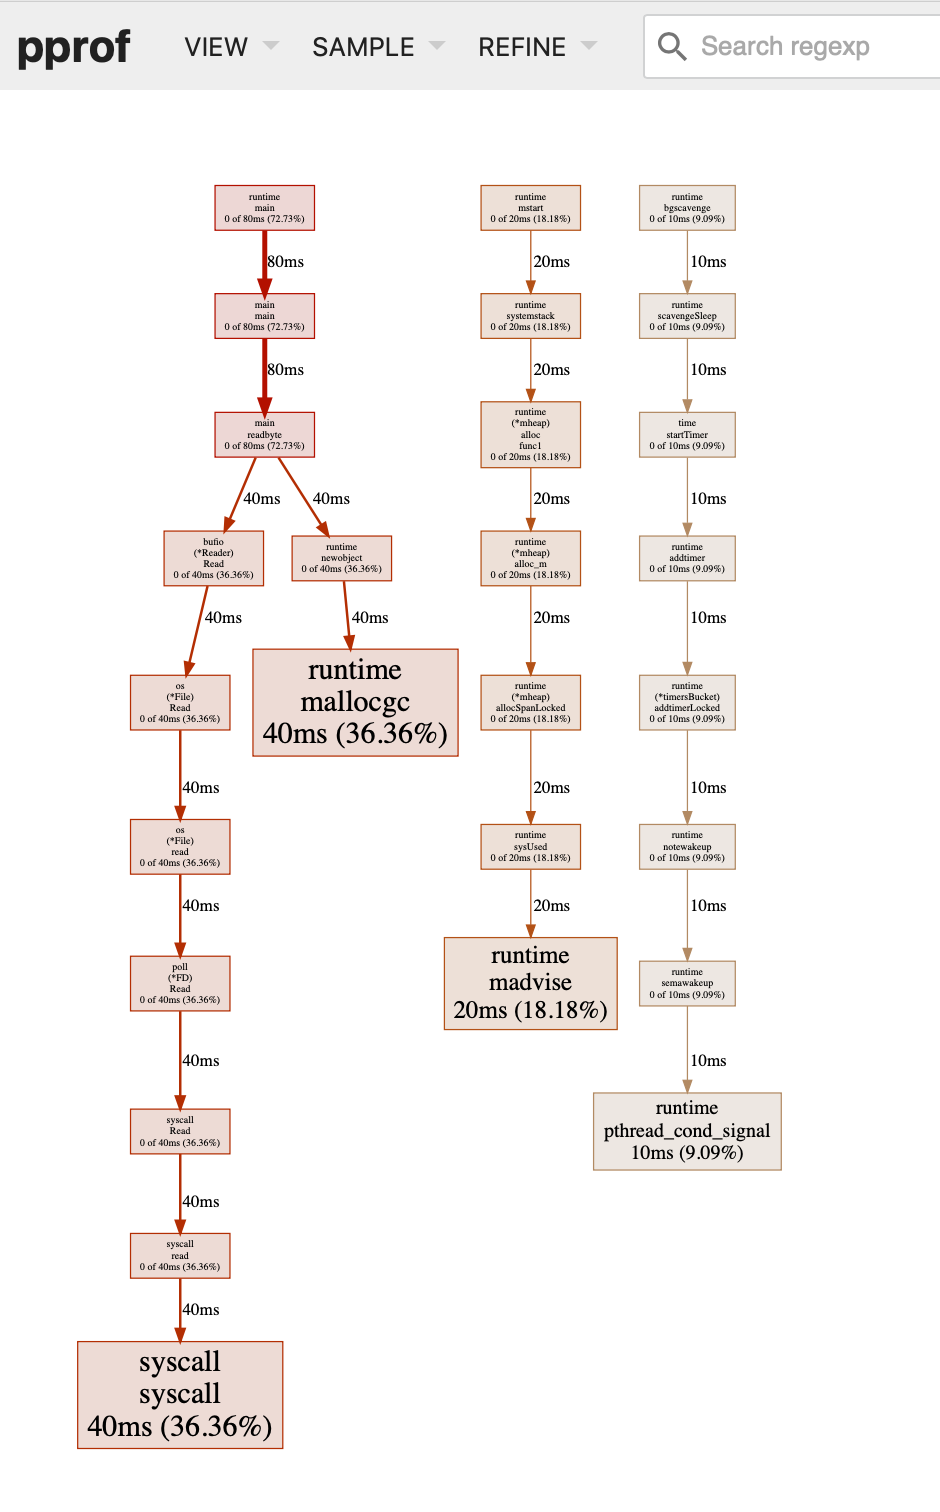 pprof VIEW SAMPLE REFINE Search regexp
runtime
main
0 of 80ms (72.73%)
80ms
main
main
0 of 80ms (72.73%)
80ms
main
readbyte
0 of 80ms (72.73%)
40ms
40ms
bufio
(*Reader)
Read
0 of 40ms (36.36%)
runtime
newobject
0 of 40ms (36.36%)
40ms
40ms
os
(*File)
Read
0 of 40ms (36.36%)
runtime
mallocgc
40ms (36.36%)
40ms
os
(*File)
read
0 of 40ms (36.36%)
40ms
poll
(*FD)
Read
0 of 40ms (36.36%)
40ms
syscall
Read
0 of 40ms (36.36%)
40ms
syscall
read
0 of 40ms (36.36%)
40ms
syscall
syscall
40ms (36.36%)
runtime
mstart
0 of 20ms (18.18%)
20ms
runtime
systemstack
0 of 20ms (18.18%)
20ms
runtime
(*mheap)
alloc
func1
0 of 20ms (18.18%)
20ms
runtime
(*mheap)
alloc_m
0 of 20ms (18.18%)
20ms
runtime
(*mheap)
allocSpanLocked
0 of 20ms (18.18%)
20ms
runtime
sysUsed
0 of 20ms (18.18%)
20ms
runtime
madvise
20ms (18.18%)
runtime
bgscavenge
0 of 10ms (9.09%)
10ms
runtime
scavengeSleep
0 of 10ms (9.09%)
10ms
time
startTimer
0 of 10ms (9.09%)
10ms
runtime
addtimer
0 of 10ms (9.09%)
10ms
runtime
(*timersBucket)
addtimerLocked
0 of 10ms (9.09%)
10ms
runtime
notewakeup
0 of 10ms (9.09%)
10ms
runtime
semawakeup
0 of 10ms (9.09%)
10ms
runtime
pthread_cond_signal
10ms (9.09%)